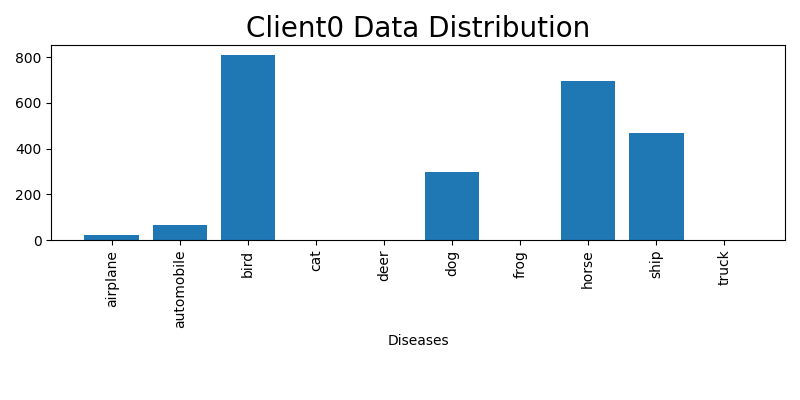 Client0 Data Distribution
800
600
400
200
0
airplane
automobile
bird
cat
deer
dog
frog
horse
ship
truck
Diseases